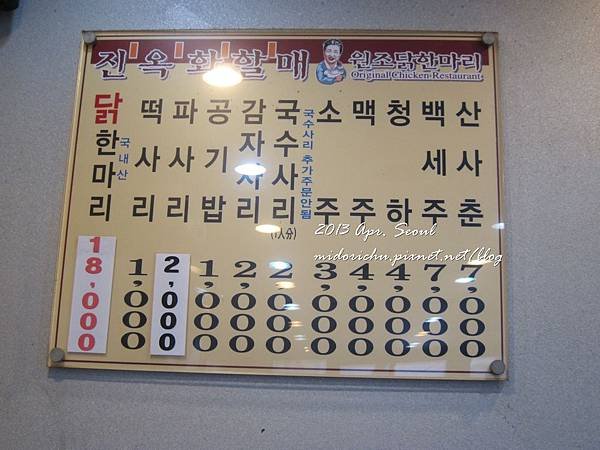 진옥화할매 원조닭한마리
Original Chicken Restaurant
닭한마리 국내산 18,000
떡사리 1,000
파사리 2,000
공기밥 1,000
감자사리 2,000
국수사리 (1人分) 2,000
국수사리 추가주문안됨
소주 3,000
맥주 4,000
청하 4,000
백세주 7,000
산사춘 7,000
2013 Apr. Seoul
midorichu.pixnet.net/blog